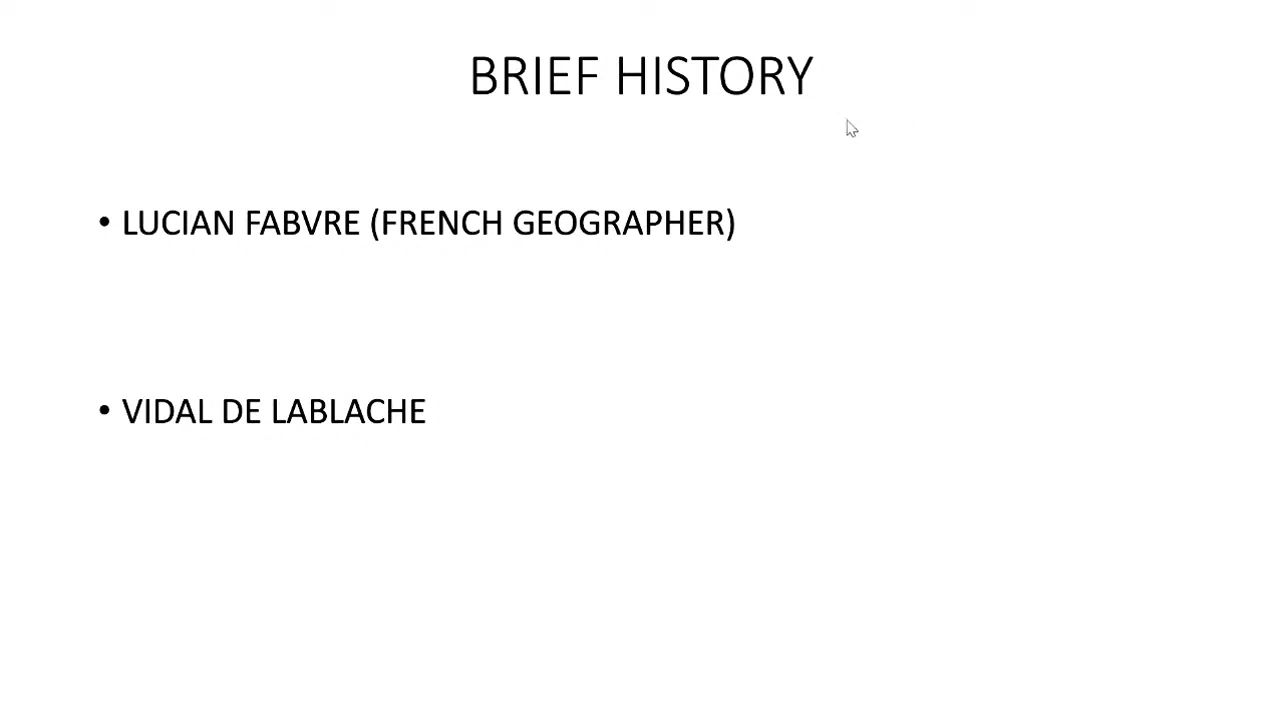 BRIEF HISTORY
• LUCIAN FABVRE (FRENCH GEOGRAPHER)
• VIDAL DE LABLACHE